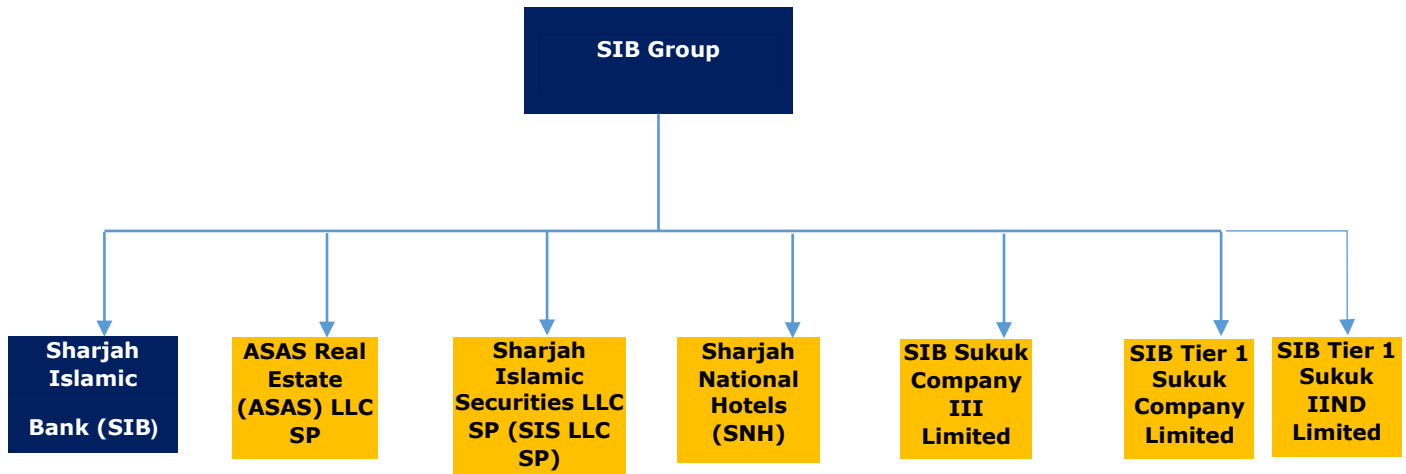 SIB Group
Sharjah
Islamic
Bank (SIB)
ASAS Real
Estate
(ASAS) LLC
SP
Sharjah
Islamic
Securities LLC
SP (SIS LLC
SP)
Sharjah
National
Hotels
(SNH)
SIB Sukuk
Company
III
Limited
SIB Tier 1
Sukuk
Company
Limited
SIB Tier 1
Sukuk
IIND
Limited